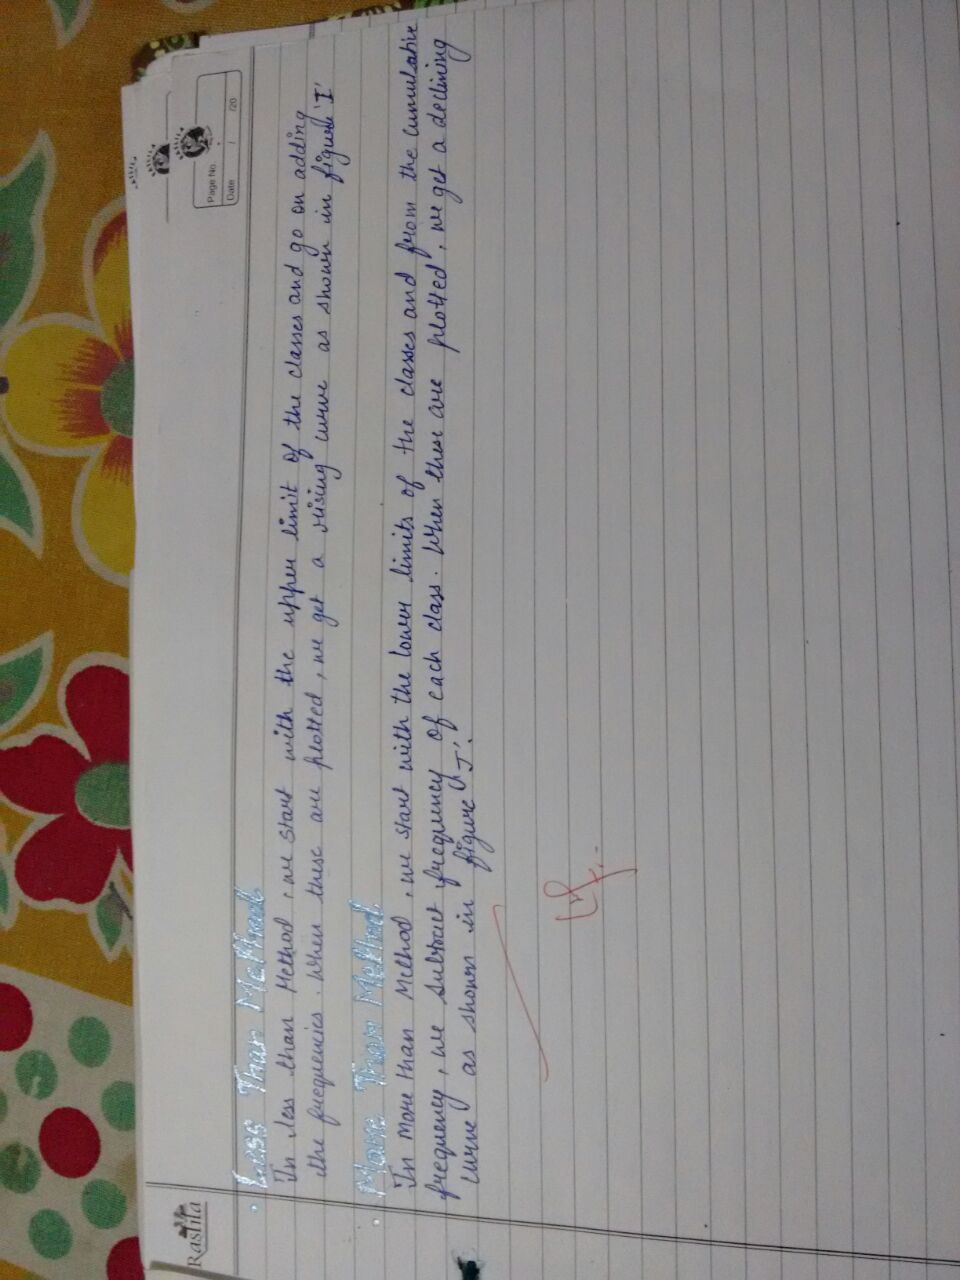 Rastila
RASLILA
RASLILA
RASLILA
Page No.
Date / /20
Less Than Method
In less than Method, we start with the upper limit of the classes and go on adding
the frequencies. When these are plotted, we get a rising curve as shown in figure 'I'
More Than Method
In more than Method, we start with the lower limits of the classes and from the cumulative
frequency, we subtract frequency of each class. When these are plotted, we get a declining
curve as shown in figure 'J'.